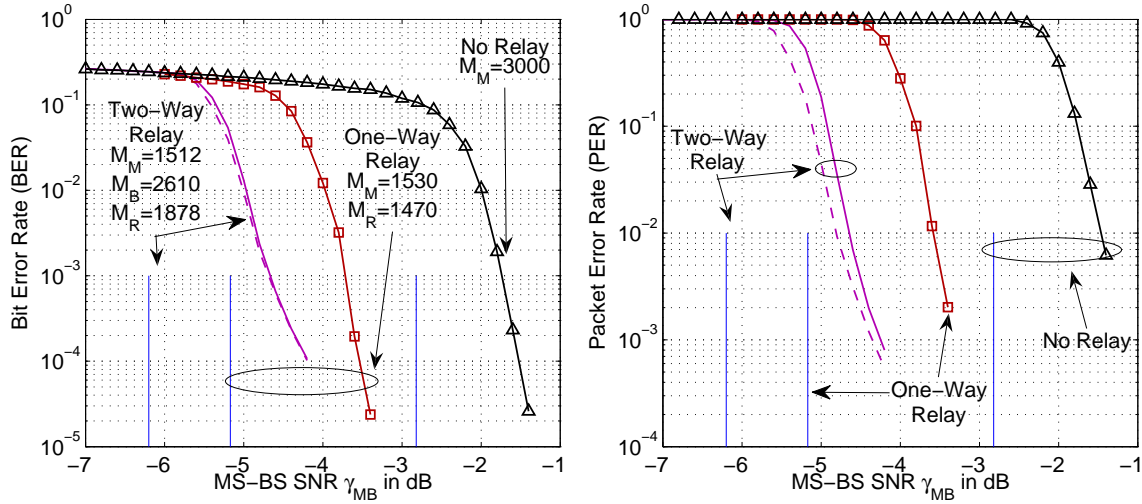 10^0
10^-1
10^-2
10^-3
10^-4
10^-5
Bit Error Rate (BER)
−7
−6
−5
−4
−3
−2
−1
MS−BS SNR γ_MB in dB
No Relay
M_M=3000
Two−Way
Relay
M_M=1512
M_B=2610
M_R=1878
One−Way
Relay
M_M=1530
M_R=1470
10^0
10^-1
10^-2
10^-3
10^-4
Packet Error Rate (PER)
−7
−6
−5
−4
−3
−2
−1
MS−BS SNR γ_MB in dB
Two−Way
Relay
No Relay
One−Way
Relay